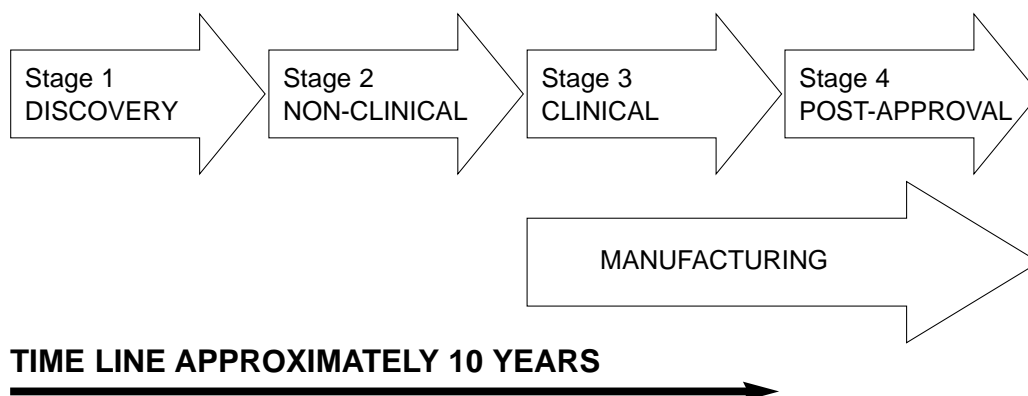 Stage 1
DISCOVERY
Stage 2
NON-CLINICAL
Stage 3
CLINICAL
Stage 4
POST-APPROVAL
MANUFACTURING
TIME LINE APPROXIMATELY 10 YEARS